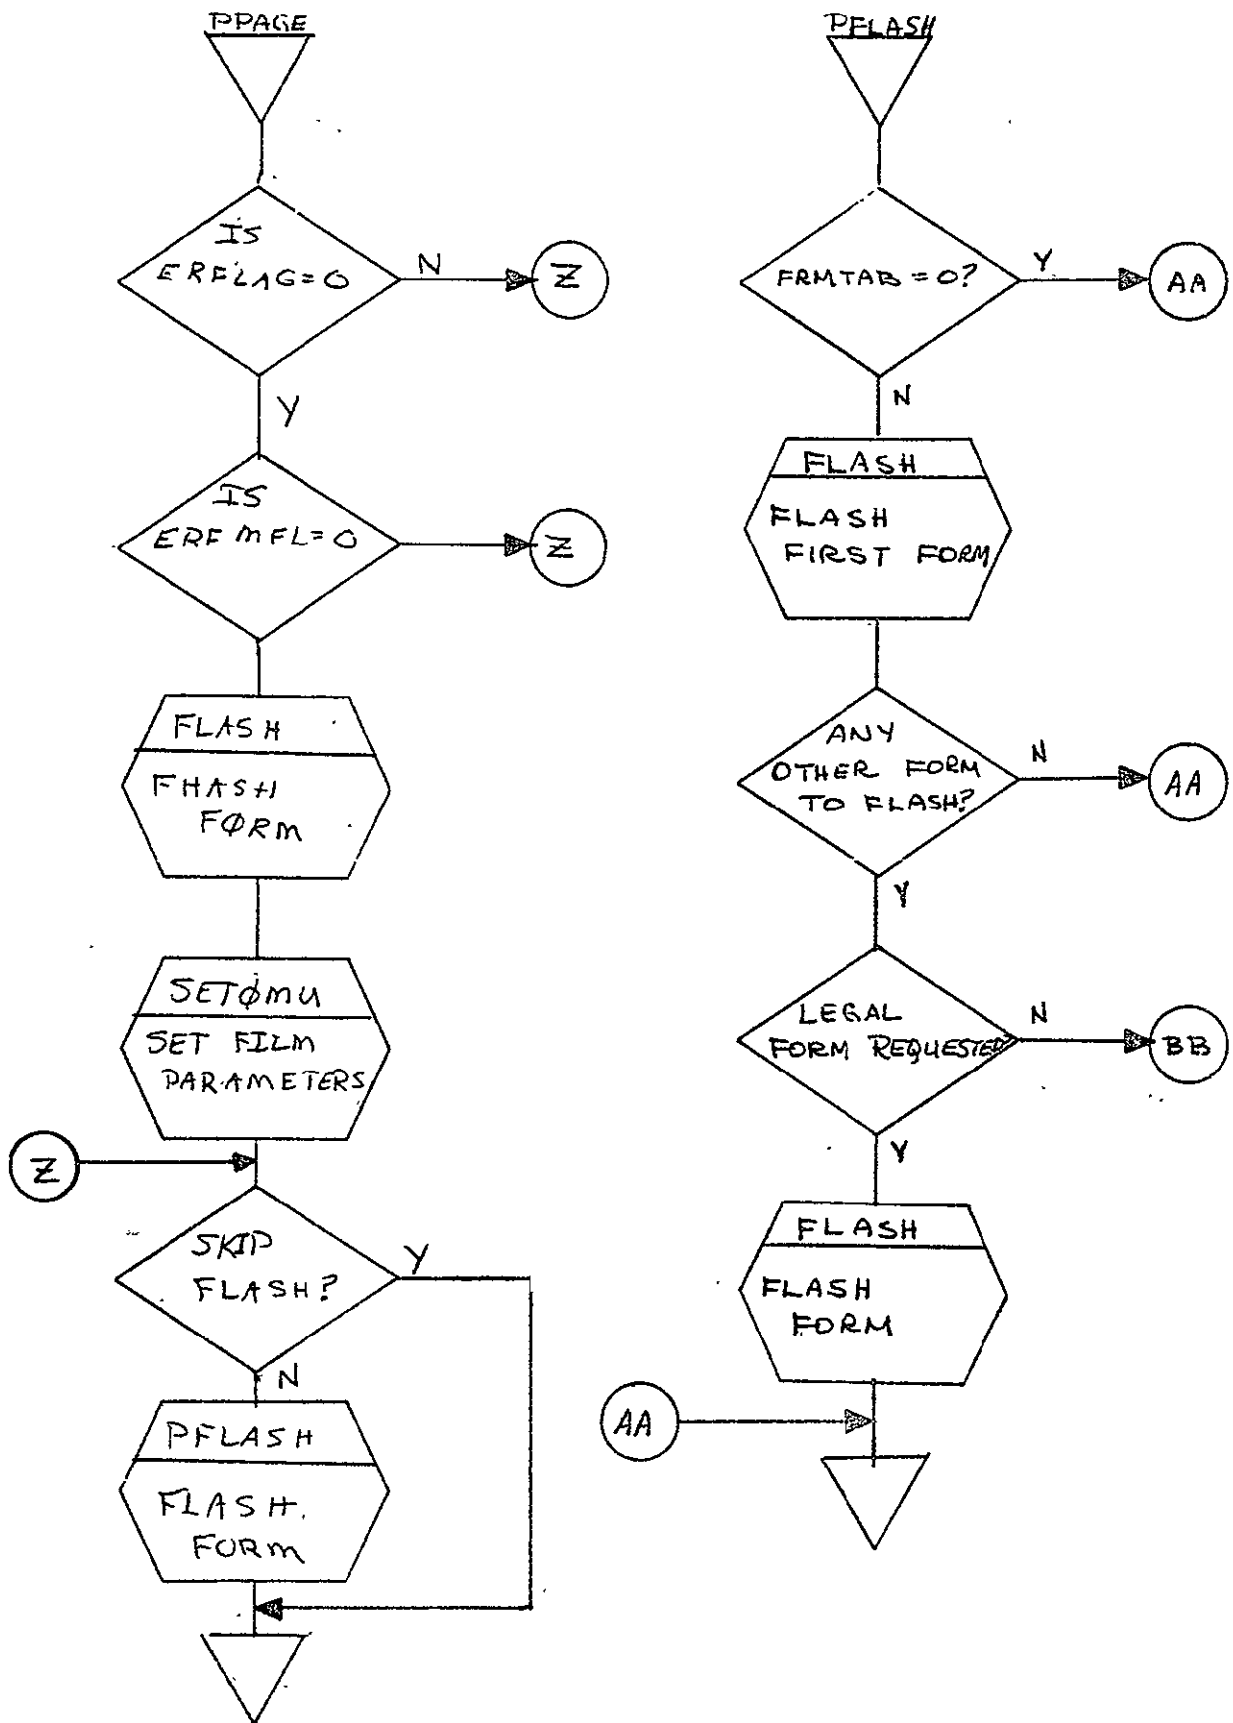 PPAGE
IS
ERFLAG=0
N
Z
Y
IS
ERFMFL=0
Z
FLASH
FHASH
FØRM
SETØMU
SET FILM
PARAMETERS
Z
SKIP
FLASH?
Y
N
PFLASH
FLASH
FORM
PFLASH
FRMTAB=0?
Y
AA
N
FLASH
FLASH
FIRST FORM
ANY
OTHER FORM
TO FLASH?
N
AA
Y
LEGAL
FORM REQUESTED
N
BB
Y
FLASH
FLASH
FORM
AA